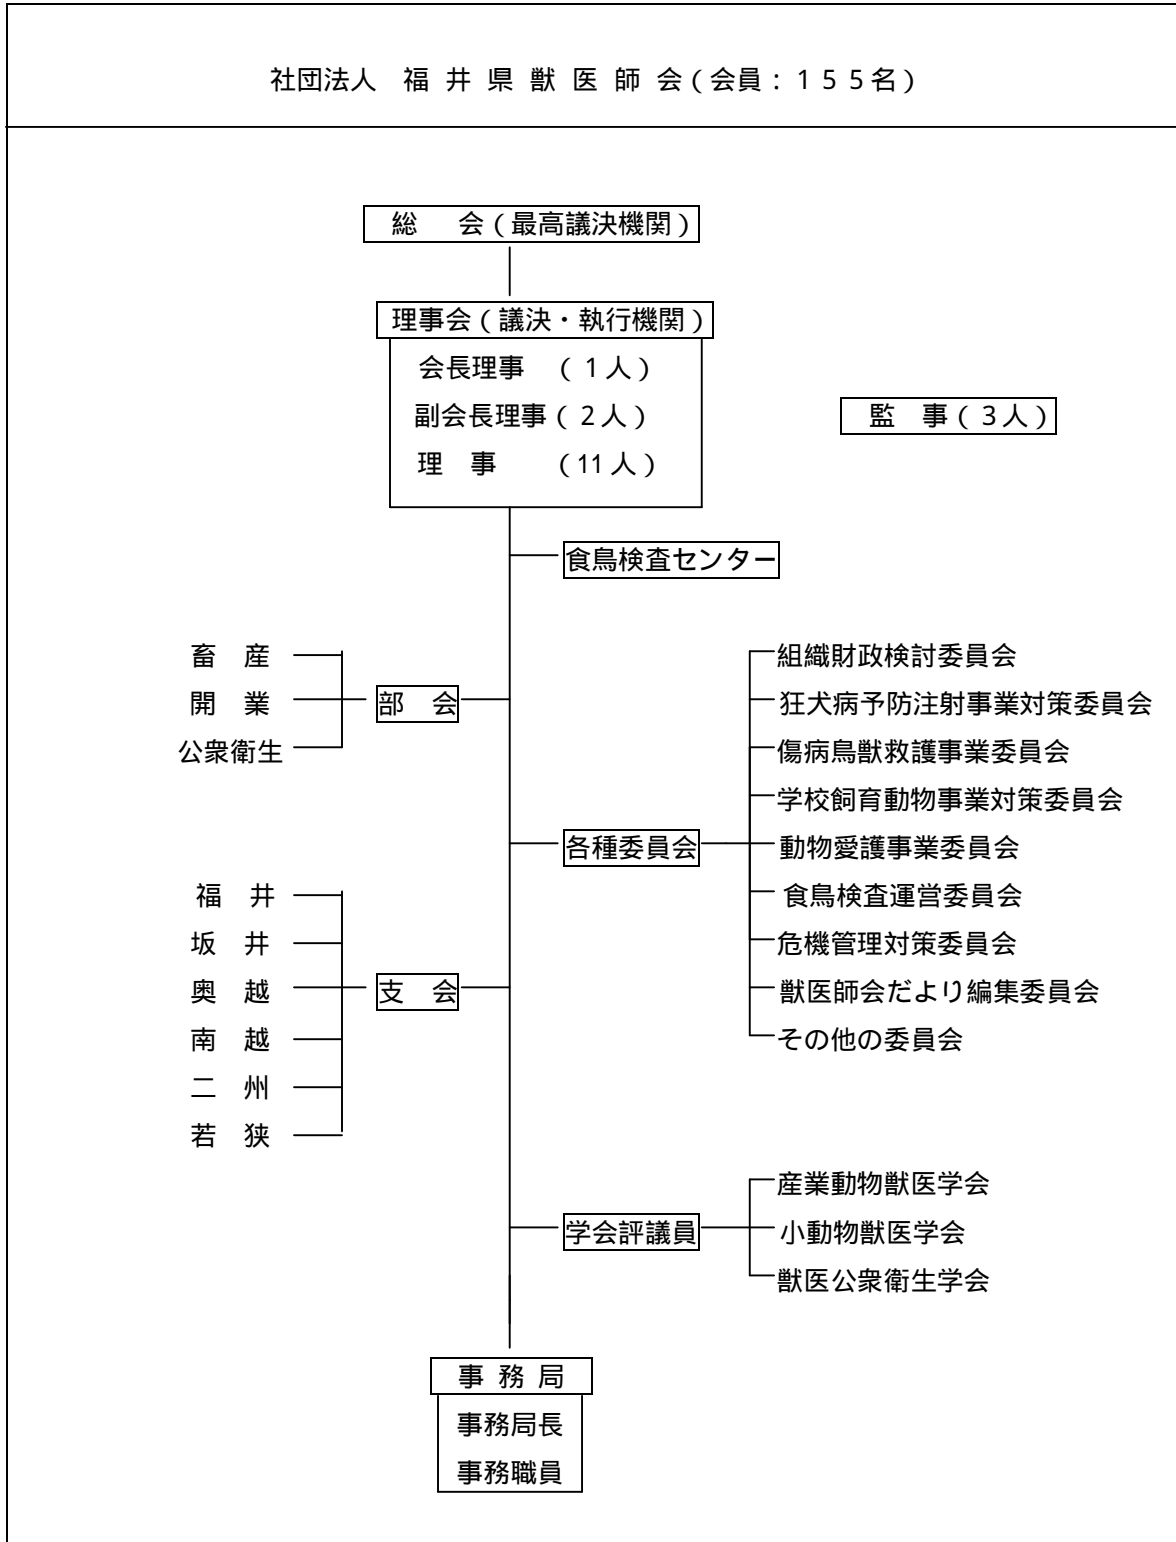 社団法人　福 井 県 獣 医 師 会（会員：１５５名）
総　会（最高議決機関）
理事会（議決・執行機関）
会長理事　（１人）
副会長理事（２人）
理　事　　（11人）
監　事（３人）
食鳥検査センター
畜　産
開　業
公衆衛生
部　会
組織財政検討委員会
狂犬病予防注射事業対策委員会
傷病鳥獣救護事業委員会
学校飼育動物事業対策委員会
各種委員会
動物愛護事業委員会
食鳥検査運営委員会
危機管理対策委員会
獣医師会だより編集委員会
その他の委員会
福　井
坂　井
奥　越
南　越
二　州
若　狭
支　会
産業動物獣医学会
学会評議員
小動物獣医学会
獣医公衆衛生学会
事 務 局
事務局長
事務職員